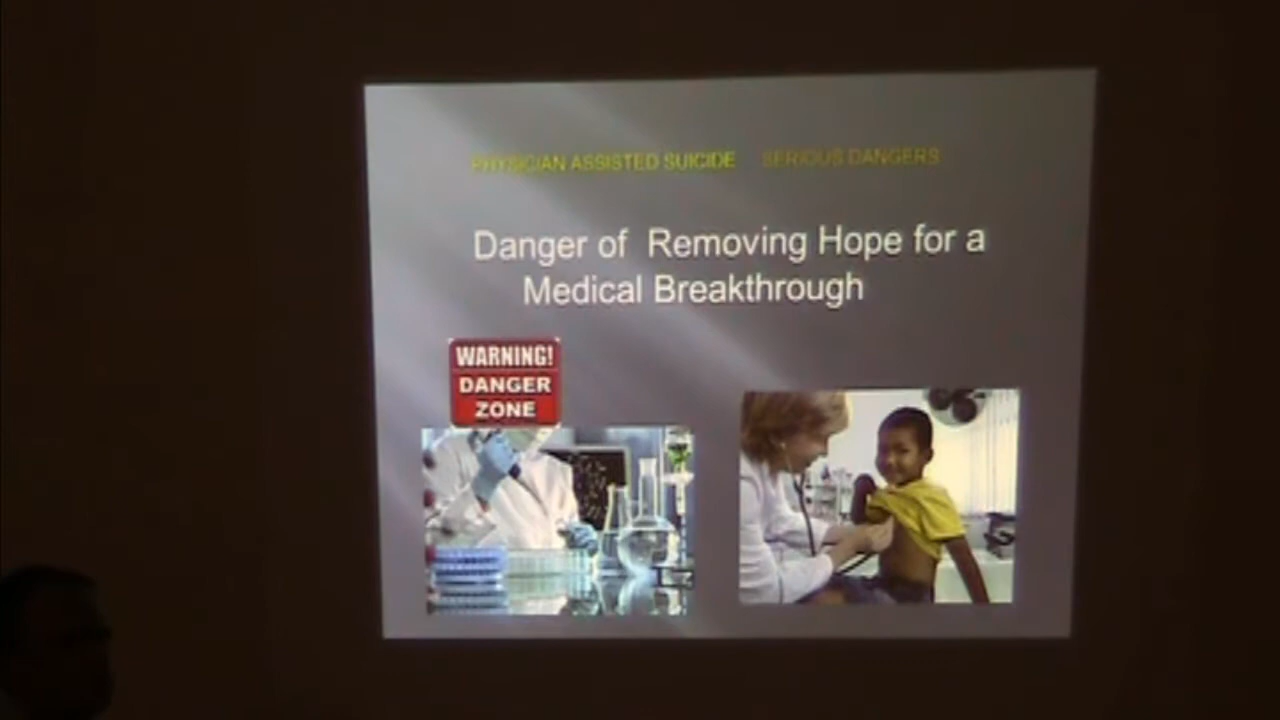 PHYSICIAN ASSISTED SUICIDE SERIOUS DANGERS
Danger of Removing Hope for a
Medical Breakthrough
WARNING!
DANGER
ZONE